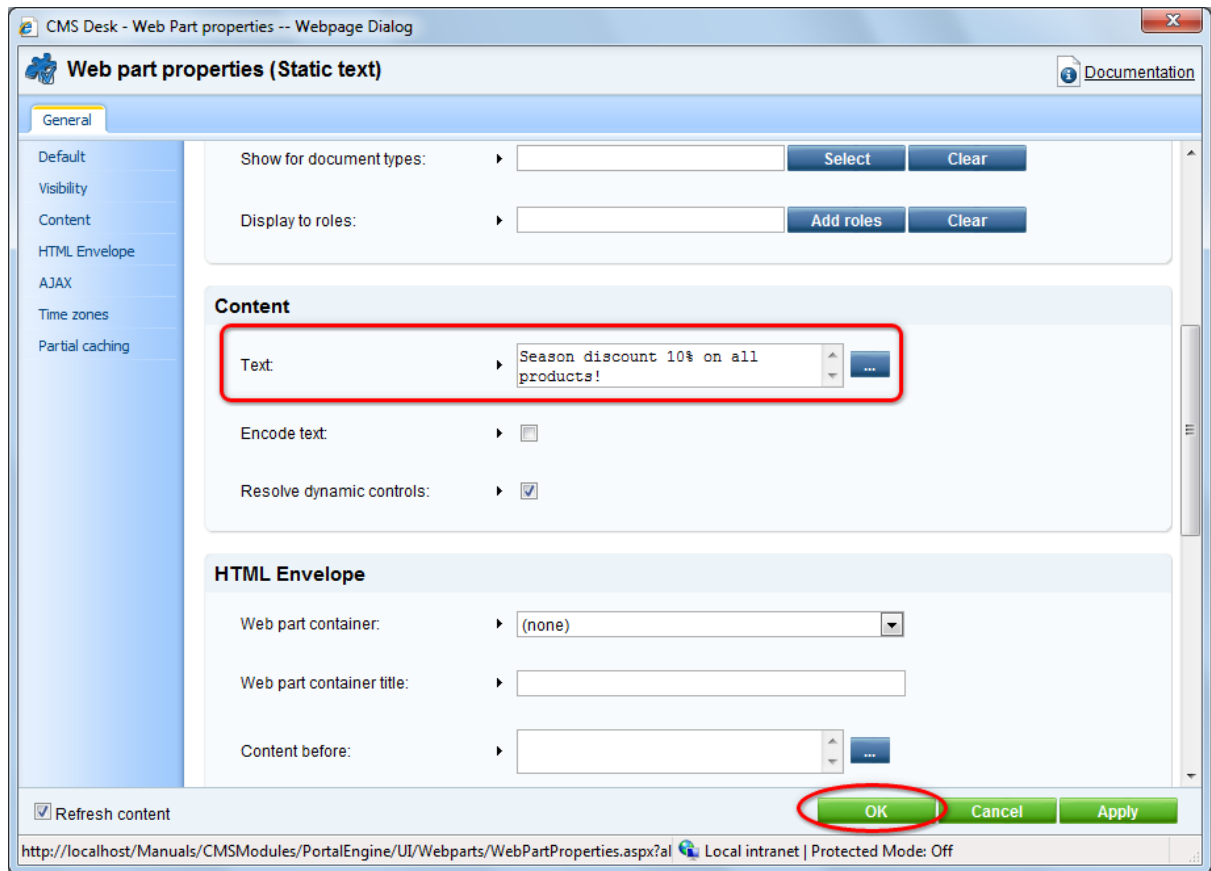 CMS Desk - Web Part properties -- Webpage Dialog
Web part properties (Static text)
Documentation
General
Default
Visibility
Content
HTML Envelope
AJAX
Time zones
Partial caching
Show for document types:
Select
Clear
Display to roles:
Add roles
Clear
Content
Text:
Season discount 10% on all
products!
...
Encode text:
Resolve dynamic controls:
HTML Envelope
Web part container:
(none)
Web part container title:
Content before:
...
Refresh content
OK
Cancel
Apply
http://localhost/Manuals/CMSModules/PortalEngine/UI/Webparts/WebPartProperties.aspx?al
Local intranet | Protected Mode: Off